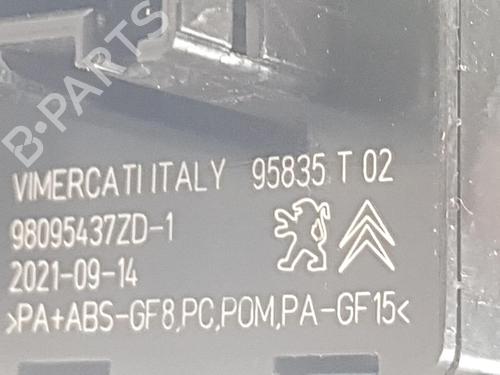 B-PARTS
VIMERCATI ITALY 95835 T 02
98095437ZD-1
2021-09-14
>PA+ABS-GF8,PC,POM,PA-GF15<